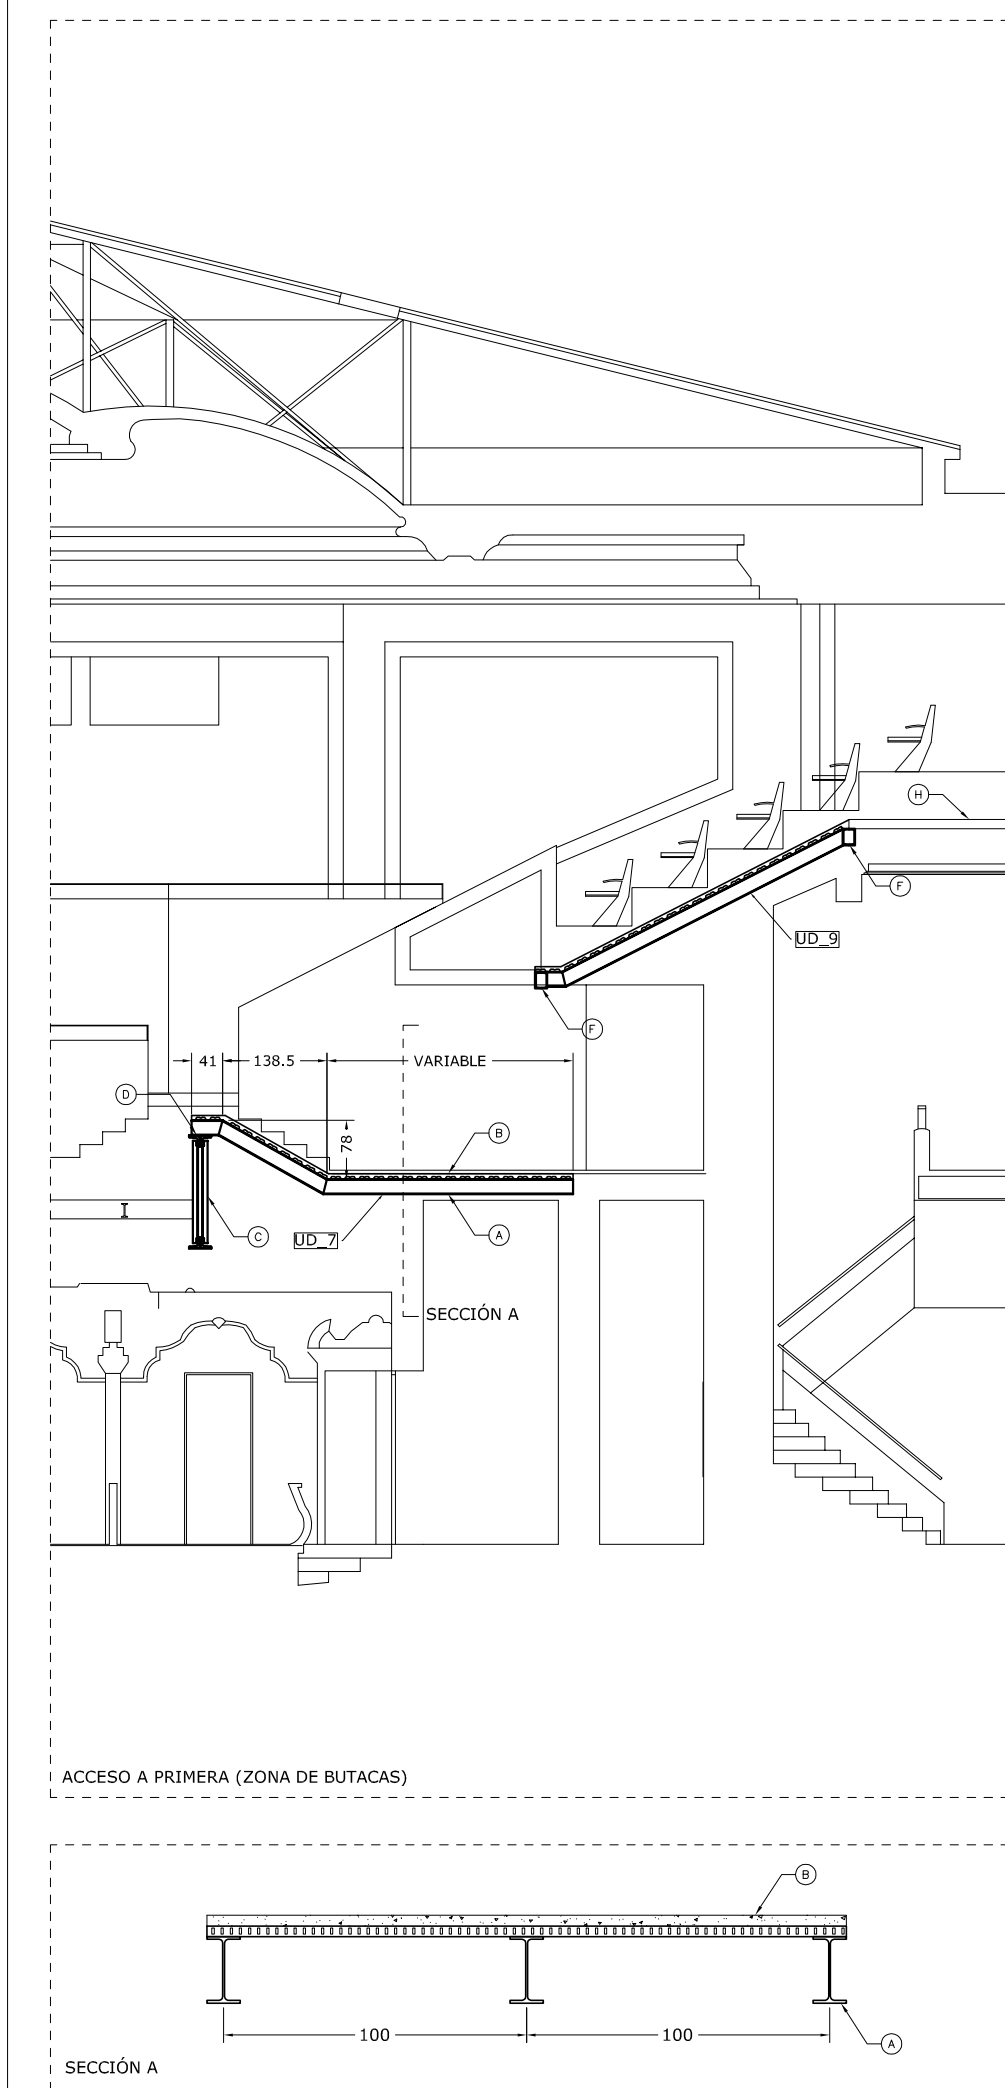 H
F
UD_9
F
41 138.5 VARIABLE
D
78
B
I
C
UD_7
A
SECCIÓN A
ACCESO A PRIMERA (ZONA DE BUTACAS)
B
100 100
A
SECCIÓN A